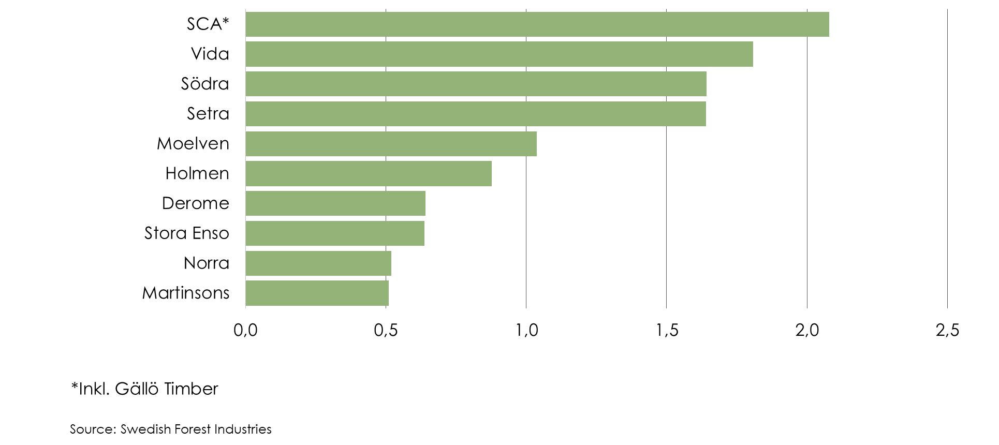 SCA*
Vida
Södra
Setra
Moelven
Holmen
Derome
Stora Enso
Norra
Martinsons
0,0 0,5 1,0 1,5 2,0 2,5
*Inkl. Gällö Timber
Source: Swedish Forest Industries